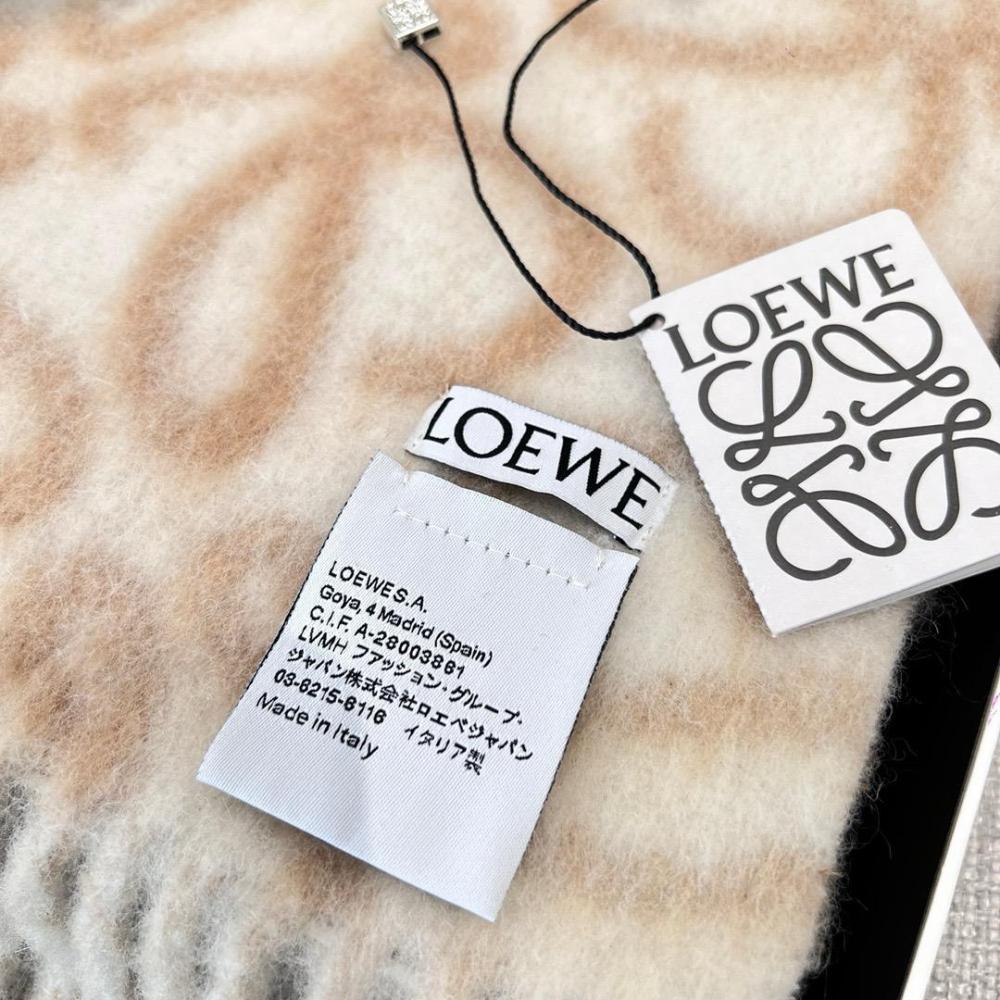 LOEWE
LOEWE
LOEWE S.A.
Goya, 4 Madrid (Spain)
C.I.F. A-28003861
LVMH ファッション・グループ・
ジャパン株式会社ロエベジャパン
03-6215-6116 イタリア製
Made in Italy